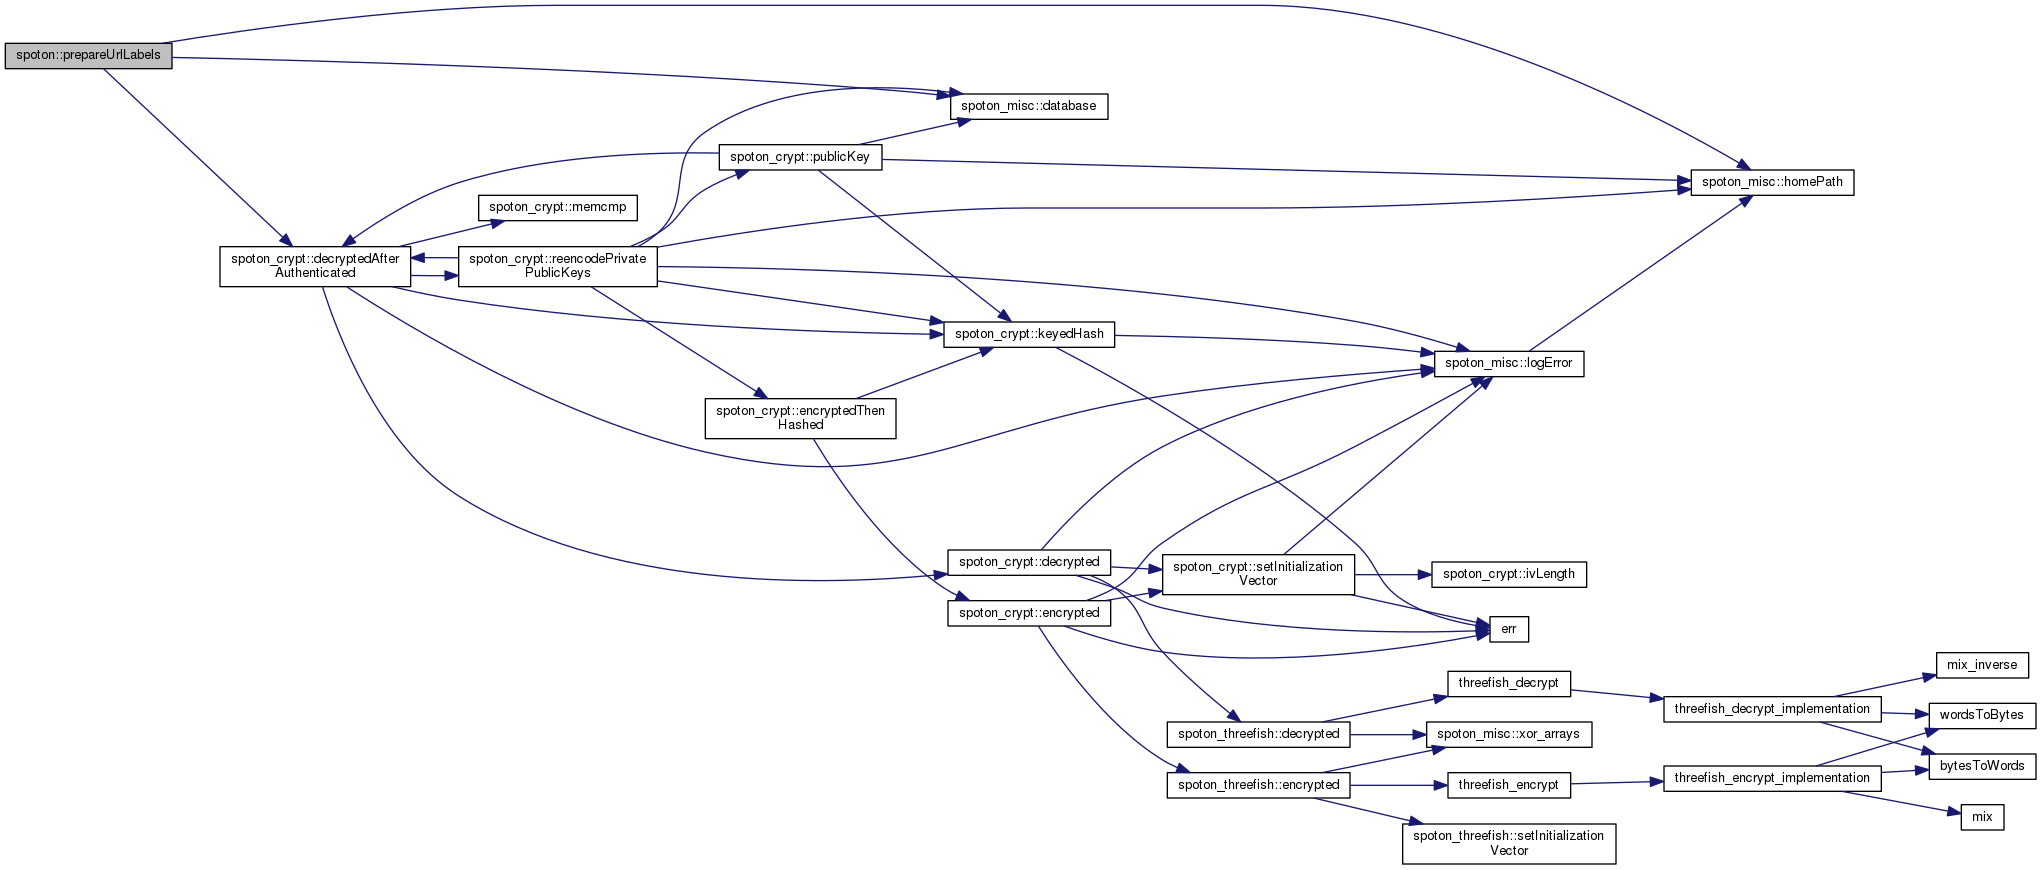 spoton::prepareUrlLabels
spoton_misc::database
spoton_crypt::publicKey
spoton_misc::homePath
spoton_crypt::memcmp
spoton_crypt::decryptedAfter
Authenticated
spoton_crypt::reencodePrivate
PublicKeys
spoton_crypt::keyedHash
spoton_misc::logError
spoton_crypt::encryptedThen
Hashed
spoton_crypt::decrypted
spoton_crypt::setInitialization
Vector
spoton_crypt::ivLength
spoton_crypt::encrypted
err
mix_inverse
threefish_decrypt
threefish_decrypt_implementation
wordsToBytes
spoton_threefish::decrypted
spoton_misc::xor_arrays
bytesToWords
spoton_threefish::encrypted
threefish_encrypt
threefish_encrypt_implementation
mix
spoton_threefish::setInitialization
Vector